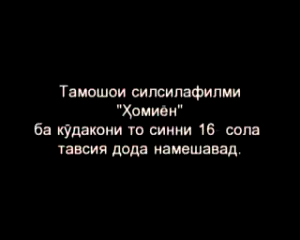 Тамошои силсилафилми
"Ҳомиён"
ба кӯдакони то синни 16 сола
тавсия дода намешавад.